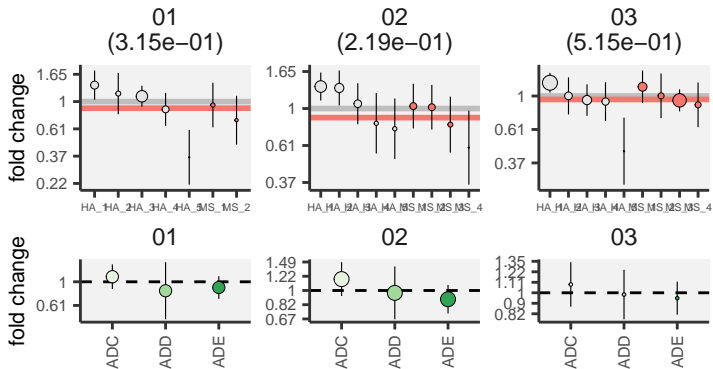 01
(3.15e−01)
02
(2.19e−01)
03
(5.15e−01)
fold change
1.65
1
0.61
0.37
0.22
HA_1
HA_2
HA_3
HA_4
HA_5
MS_1
MS_2
1.65
1
0.61
0.37
MS_4
1
0.61
0.37
HA_1
MS_4
01
02
03
fold change
1
0.61
ADC
ADD
ADE
1.49
1.22
1
0.82
0.67
ADC
ADD
ADE
1.35
1.22
1.1
1
0.9
0.82
ADC
ADD
ADE